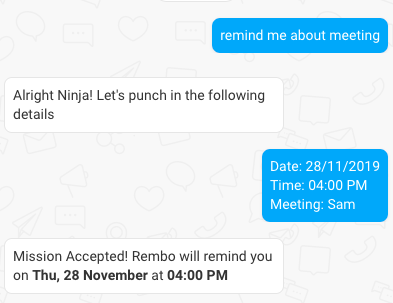 remind me about meeting
Alright Ninja! Let's punch in the following
details
Date: 28/11/2019
Time: 04:00 PM
Meeting: Sam
Mission Accepted! Rembo will remind you
on Thu, 28 November at 04:00 PM